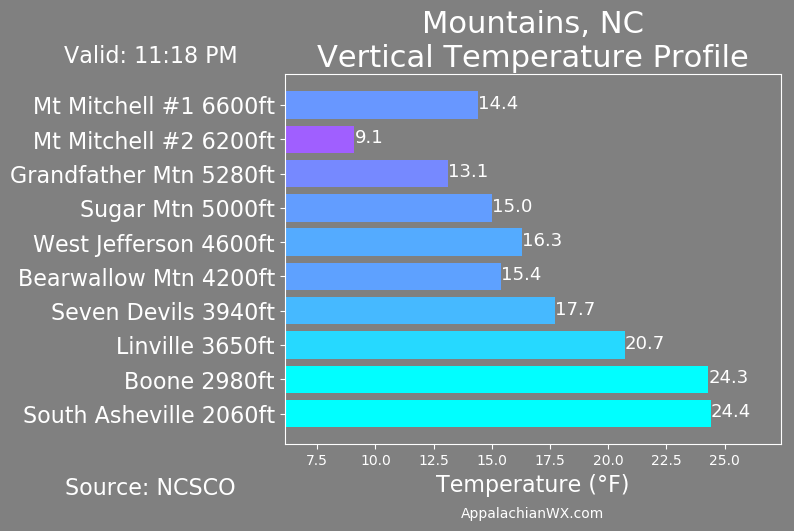 Mountains, NC
Vertical Temperature Profile
Valid: 11:18 PM
Mt Mitchell #1 6600ft 14.4
Mt Mitchell #2 6200ft 9.1
Grandfather Mtn 5280ft 13.1
Sugar Mtn 5000ft 15.0
West Jefferson 4600ft 16.3
Bearwallow Mtn 4200ft 15.4
Seven Devils 3940ft 17.7
Linville 3650ft 20.7
Boone 2980ft 24.3
South Asheville 2060ft 24.4
7.5 10.0 12.5 15.0 17.5 20.0 22.5 25.0
Temperature (°F)
Source: NCSCO
AppalachianWX.com